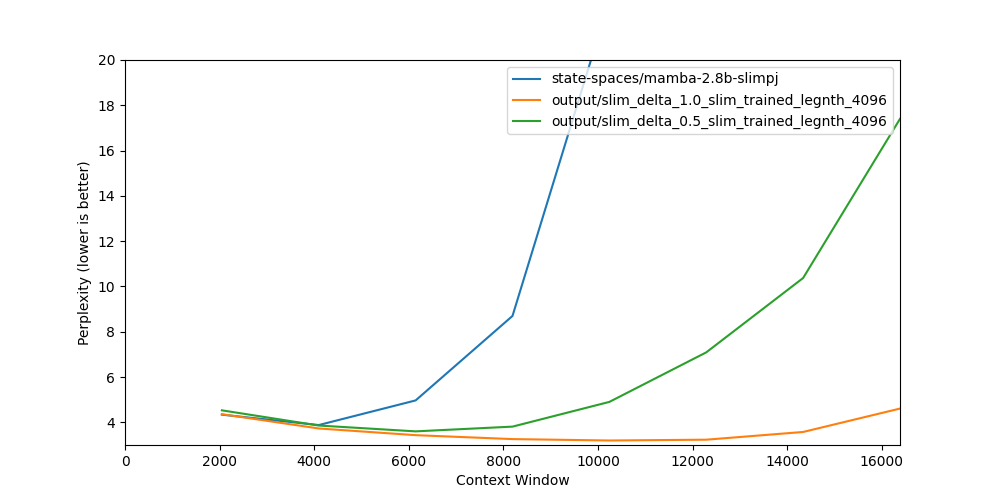 20
18
16
14
12
10
8
6
4
Perplexity (lower is better)
state-spaces/mamba-2.8b-slimpj
output/slim_delta_1.0_slim_trained_legnth_4096
output/slim_delta_0.5_slim_trained_legnth_4096
0 2000 4000 6000 8000 10000 12000 14000 16000
Context Window